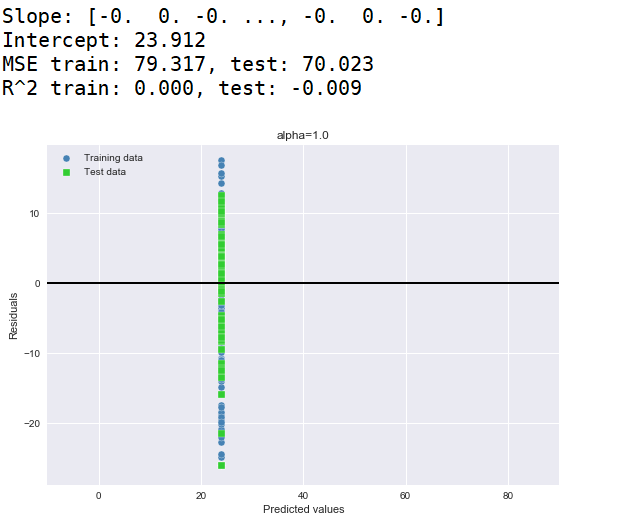 Slope: [-0.  0. -0. ..., -0.  0. -0.]
Intercept: 23.912
MSE train: 79.317, test: 70.023
R^2 train: 0.000, test: -0.009
alpha=1.0
Training data
Test data
10
0
−10
−20
Residuals
0 20 40 60 80
Predicted values